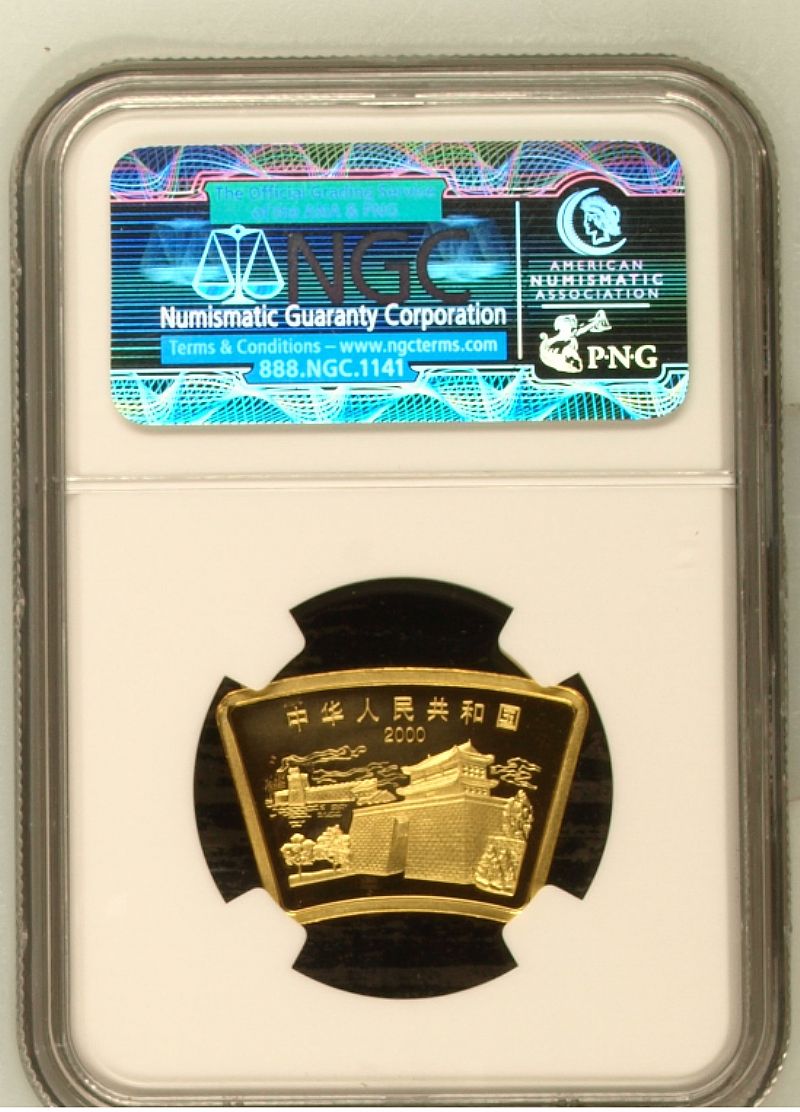 The Official Grading Service
of the ANA & PNG
NGC
Numismatic Guaranty Corporation
Terms & Conditions – www.ngcterms.com
888.NGC.1141
AMERICAN
NUMISMATIC
ASSOCIATION
P·N·G
中华人民共和国
2000